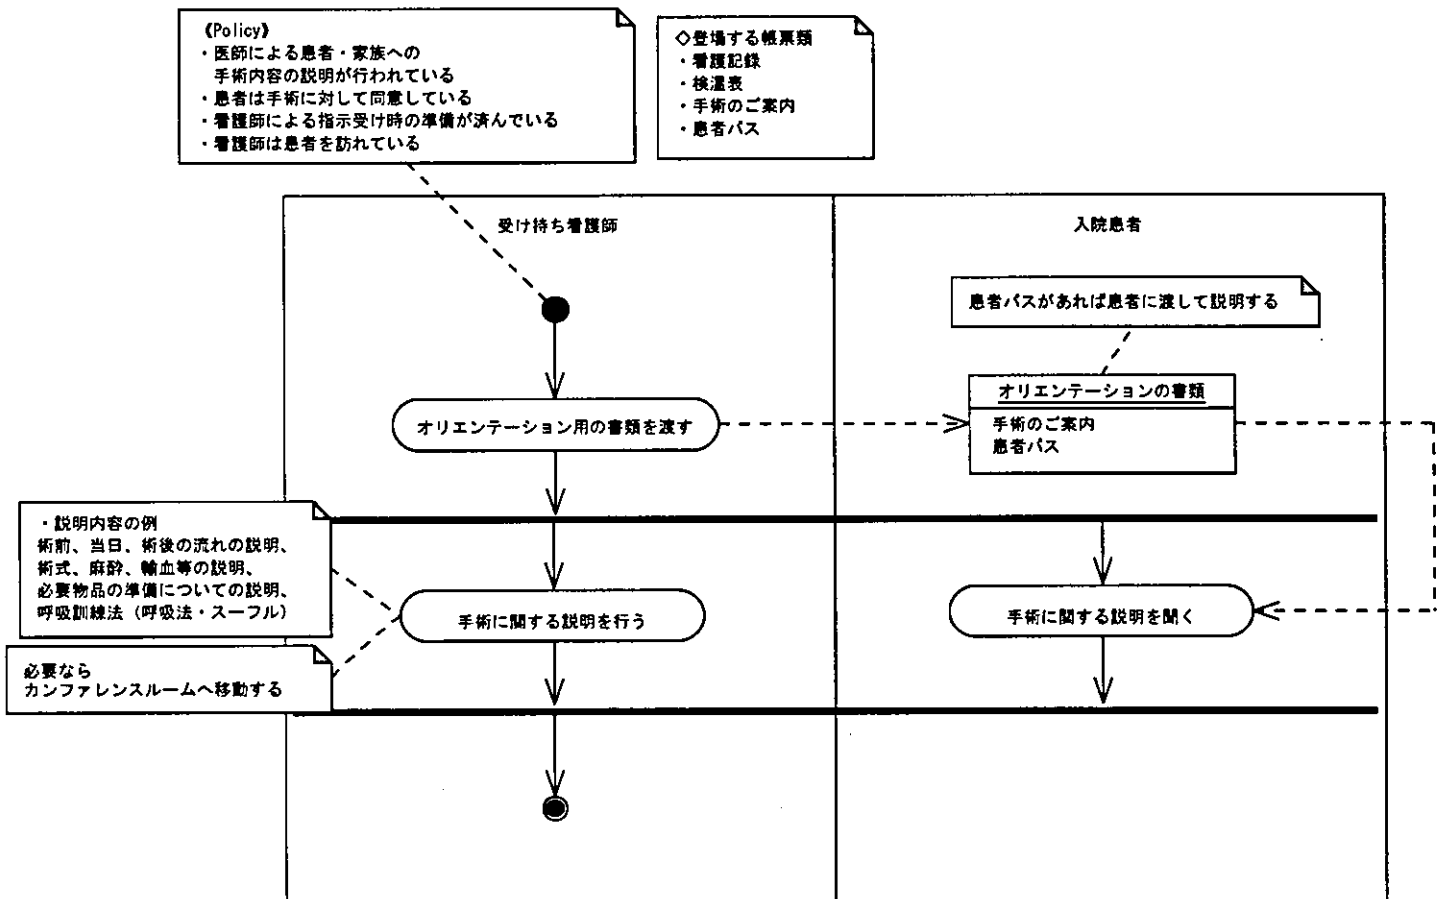 《Policy》
・医師による患者・家族への
手術内容の説明が行われている
・患者は手術に対して同意している
・看護師による指示受け時の準備が済んでいる
・看護師は患者を訪れている
◇登場する帳票類
・看護記録
・検温表
・手術のご案内
・患者パス
受け持ち看護師
入院患者
患者パスがあれば患者に渡して説明する
オリエンテーション用の書類を渡す
オリエンテーションの書類
手術のご案内
患者パス
・説明内容の例
術前、当日、術後の流れの説明、
術式、麻酔、輸血等の説明、
必要物品の準備についての説明、
呼吸訓練法（呼吸法・スーフル）
手術に関する説明を行う
手術に関する説明を聞く
必要なら
カンファレンスルームへ移動する